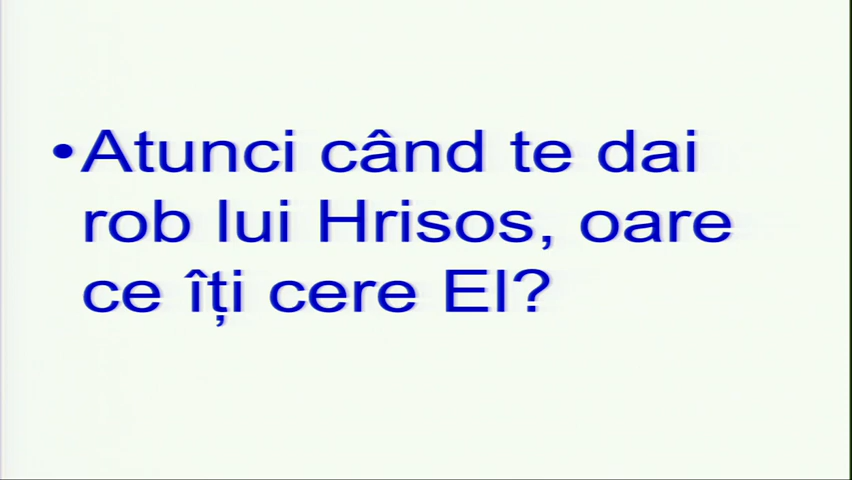 •Atunci când te dai
rob lui Hrisos, oare
ce îți cere El?